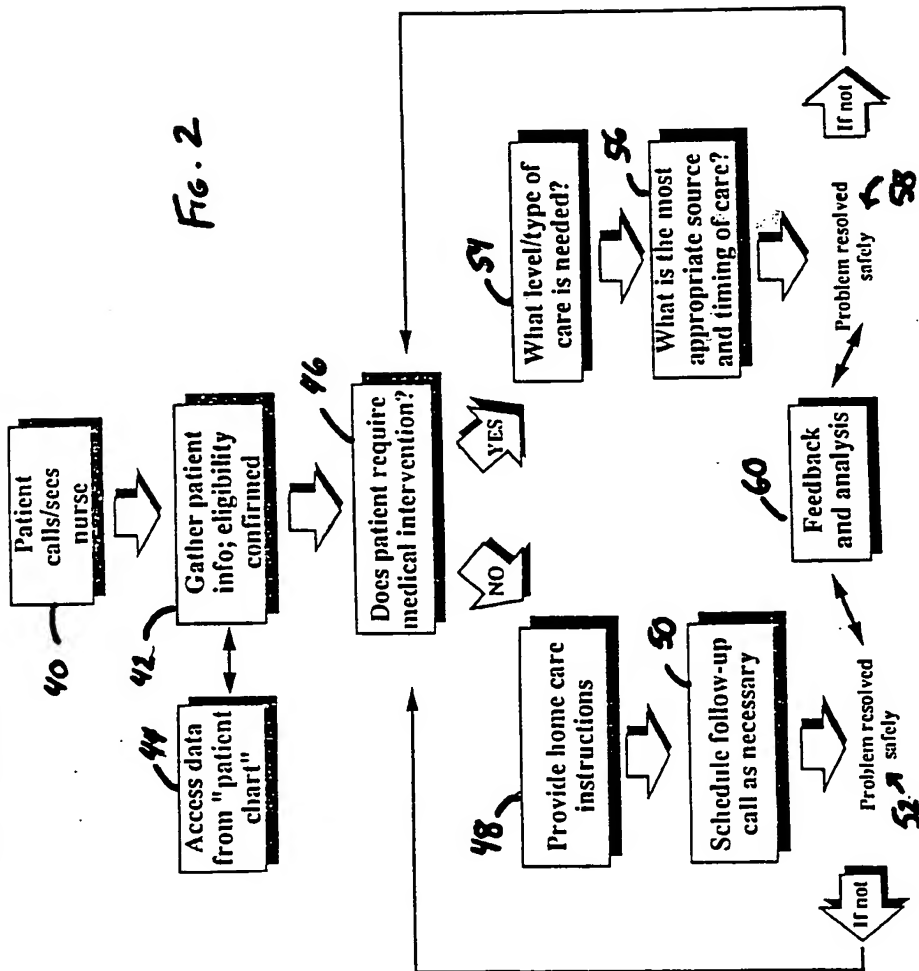 FIG. 2
40
Patient
calls/sees
nurse
42
Gather patient
info; eligibility
confirmed
44
Access data
from "patient
chart"
46
Does patient require
medical intervention?
NO
YES
48
Provide home care
instructions
50
Schedule follow-up
call as necessary
52
Problem resolved
safely
If not
54
What level/type of
care is needed?
56
What is the most
appropriate source
and timing of care?
58
Problem resolved
safely
If not
60
Feedback
and analysis